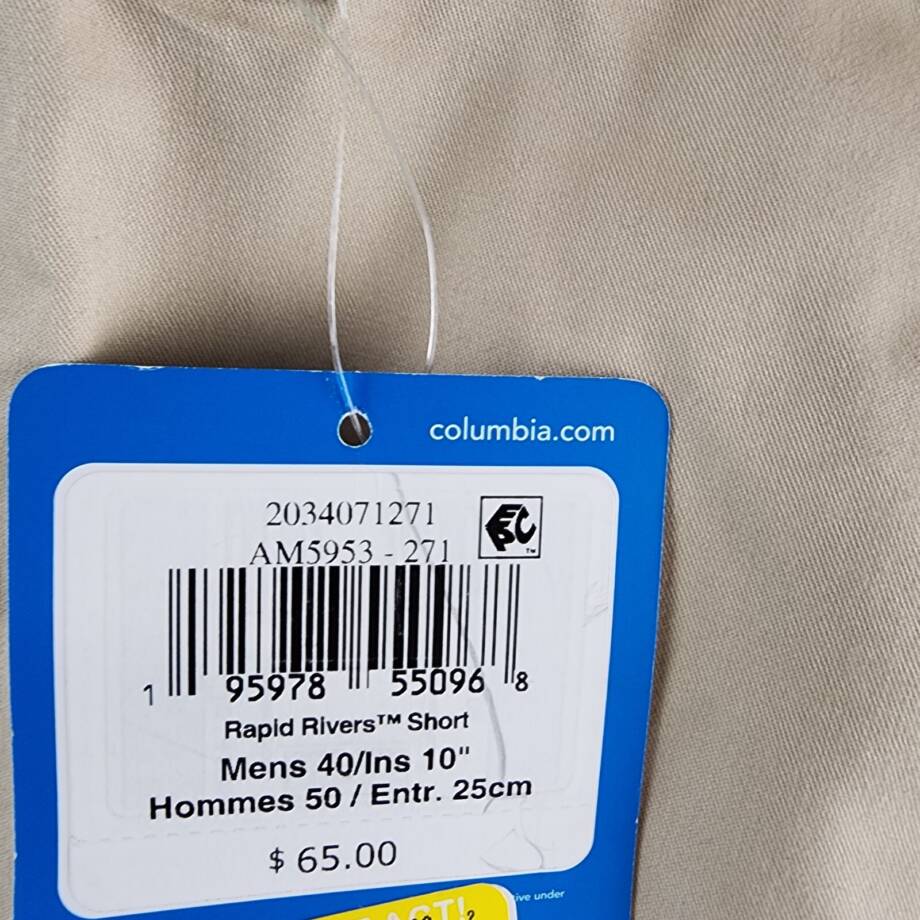 columbia.com
2034071271
AM5953 - 271
1 95978 55096 8
Rapid Rivers™ Short
Mens 40/Ins 10"
Hommes 50 / Entr. 25cm
$ 65.00
under